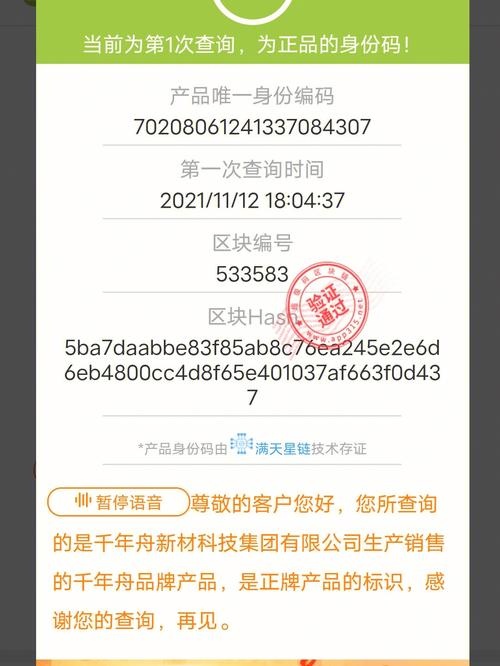 当前为第1次查询，为正品的身份码！
产品唯一身份编码
70208061241337084307
第一次查询时间
2021/11/12 18:04:37
区块编号
533583
验证
通过
www.app315.net
区块Hash
5ba7daabbe83f85ab8c76ea245e2e6d
6eb4800cc4d8f65e401037af663f0d43
7
*产品身份码由满天星链技术存证
暂停语音 尊敬的客户您好，您所查询
的是千年舟新材科技集团有限公司生产销售
的千年舟品牌产品，是正牌产品的标识，感
谢您的查询，再见。